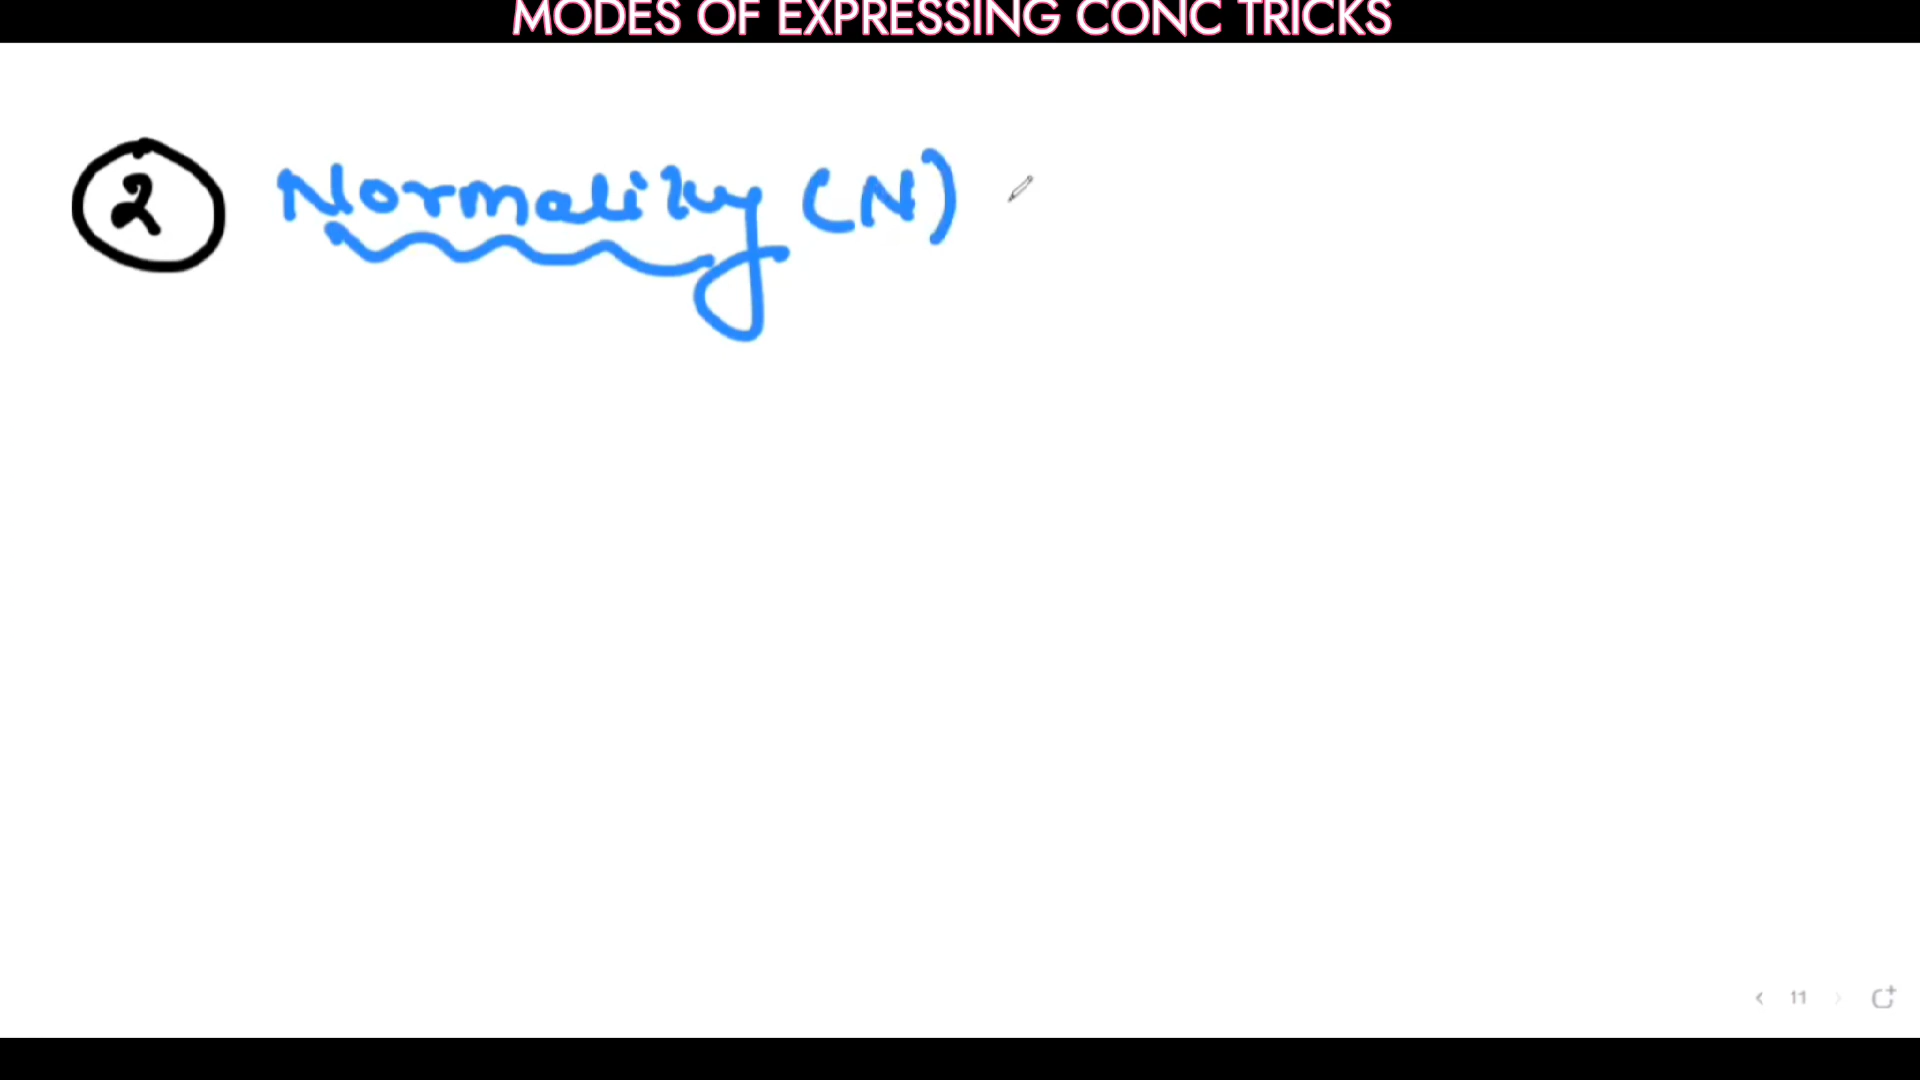 MODES OF EXPRESSING CONC TRICKS
2 Normality (N)
11